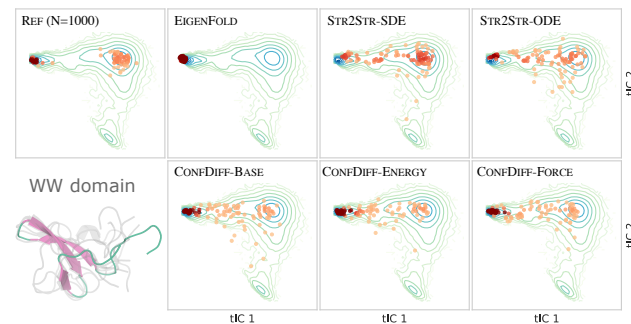 REF (N=1000)
EIGENFOLD
STR2STR-SDE
STR2STR-ODE
tIC 2
WW domain
CONFDIFF-BASE
CONFDIFF-ENERGY
CONFDIFF-FORCE
tIC 2
tIC 1
tIC 1
tIC 1